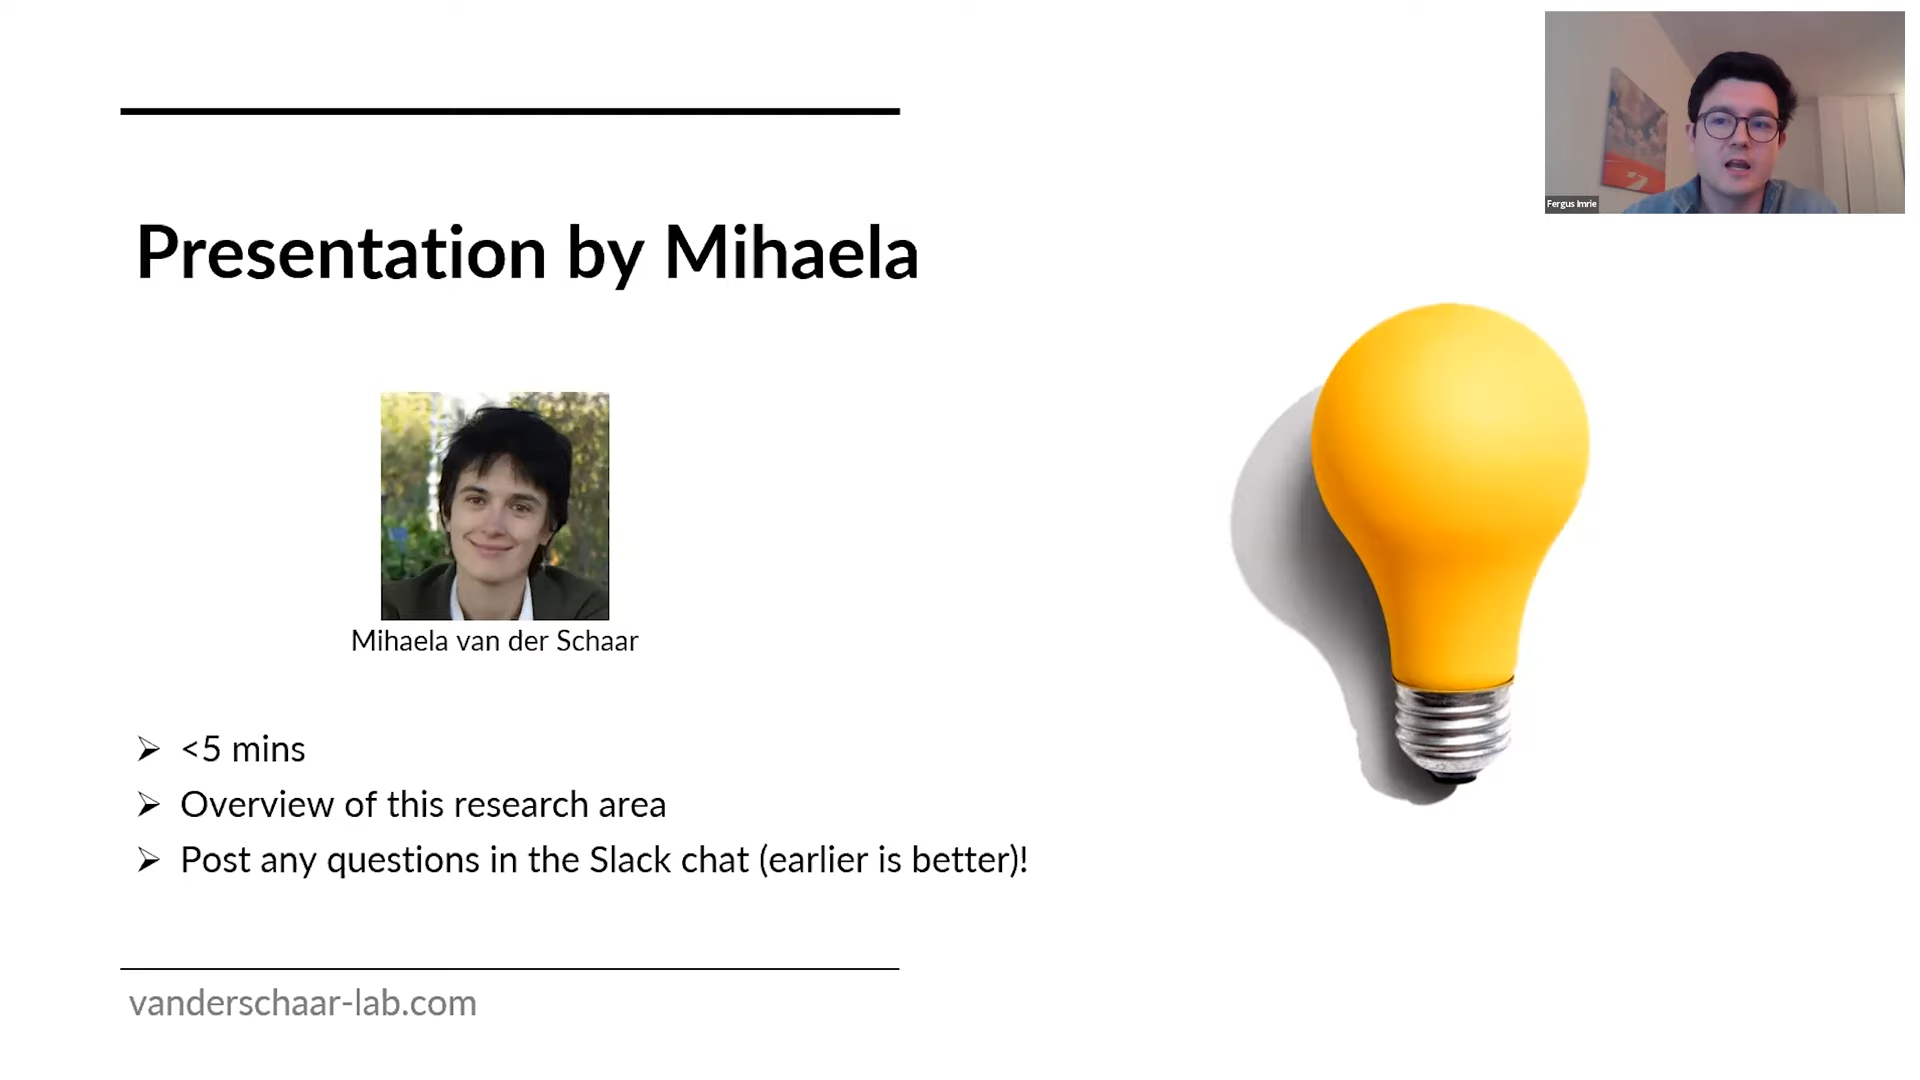 Fergus Imrie
Presentation by Mihaela
Mihaela van der Schaar
➢ <5 mins
➢ Overview of this research area
➢ Post any questions in the Slack chat (earlier is better)!
vanderschaar-lab.com